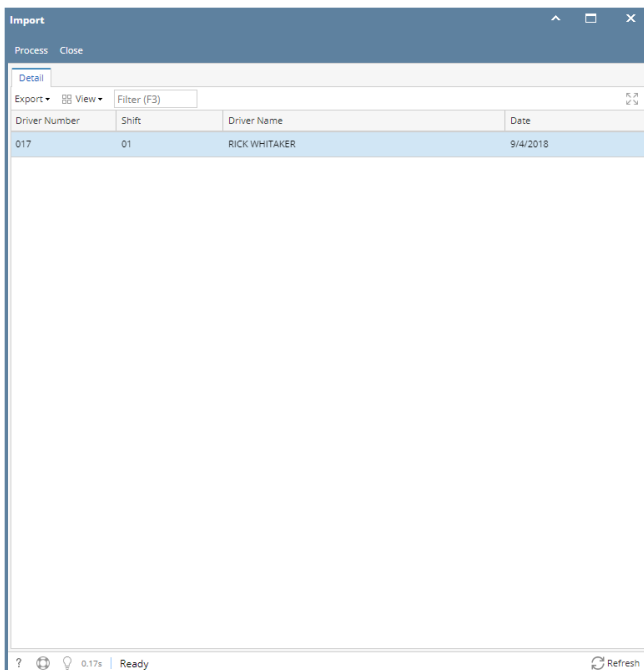 Import
Process Close
Detail
Export View Filter (F3)
Driver Number Shift Driver Name Date
017 01 RICK WHITAKER 9/4/2018
? 0.17s Ready Refresh